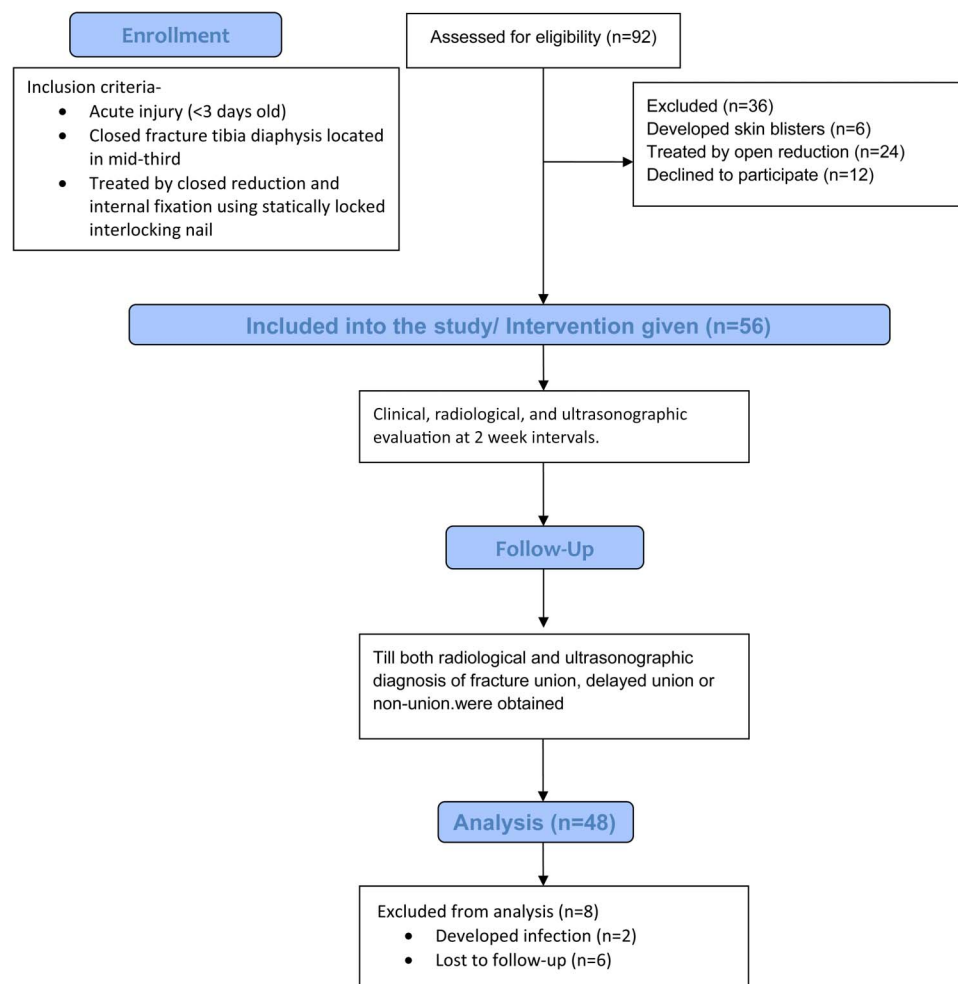 Enrollment
Assessed for eligibility (n=92)
Inclusion criteria-
• Acute injury (<3 days old)
• Closed fracture tibia diaphysis located
in mid-third
• Treated by closed reduction and
internal fixation using statically locked
interlocking nail
Excluded (n=36)
Developed skin blisters (n=6)
Treated by open reduction (n=24)
Declined to participate (n=12)
Included into the study/ Intervention given (n=56)
Clinical, radiological, and ultrasonographic
evaluation at 2 week intervals.
Follow-Up
Till both radiological and ultrasonographic
diagnosis of fracture union, delayed union or
non-union.were obtained
Analysis (n=48)
Excluded from analysis (n=8)
• Developed infection (n=2)
• Lost to follow-up (n=6)